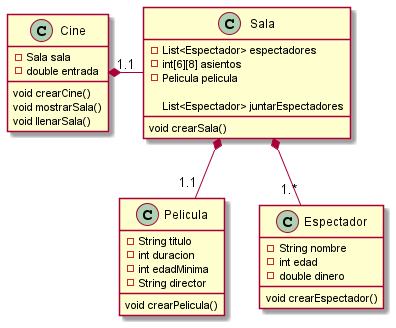 C Cine
Sala sala
double entrada
void crearCine()
void mostrarSala()
void llenarSala()
1.1
C Sala
List<Espectador> espectadores
int[6][8] asientos
Pelicula pelicula
List<Espectador> juntarEspectadores
void crearSala()
1.1
1.*
C Pelicula
String titulo
int duracion
int edadMinima
String director
void crearPelicula()
C Espectador
String nombre
int edad
double dinero
void crearEspectador()